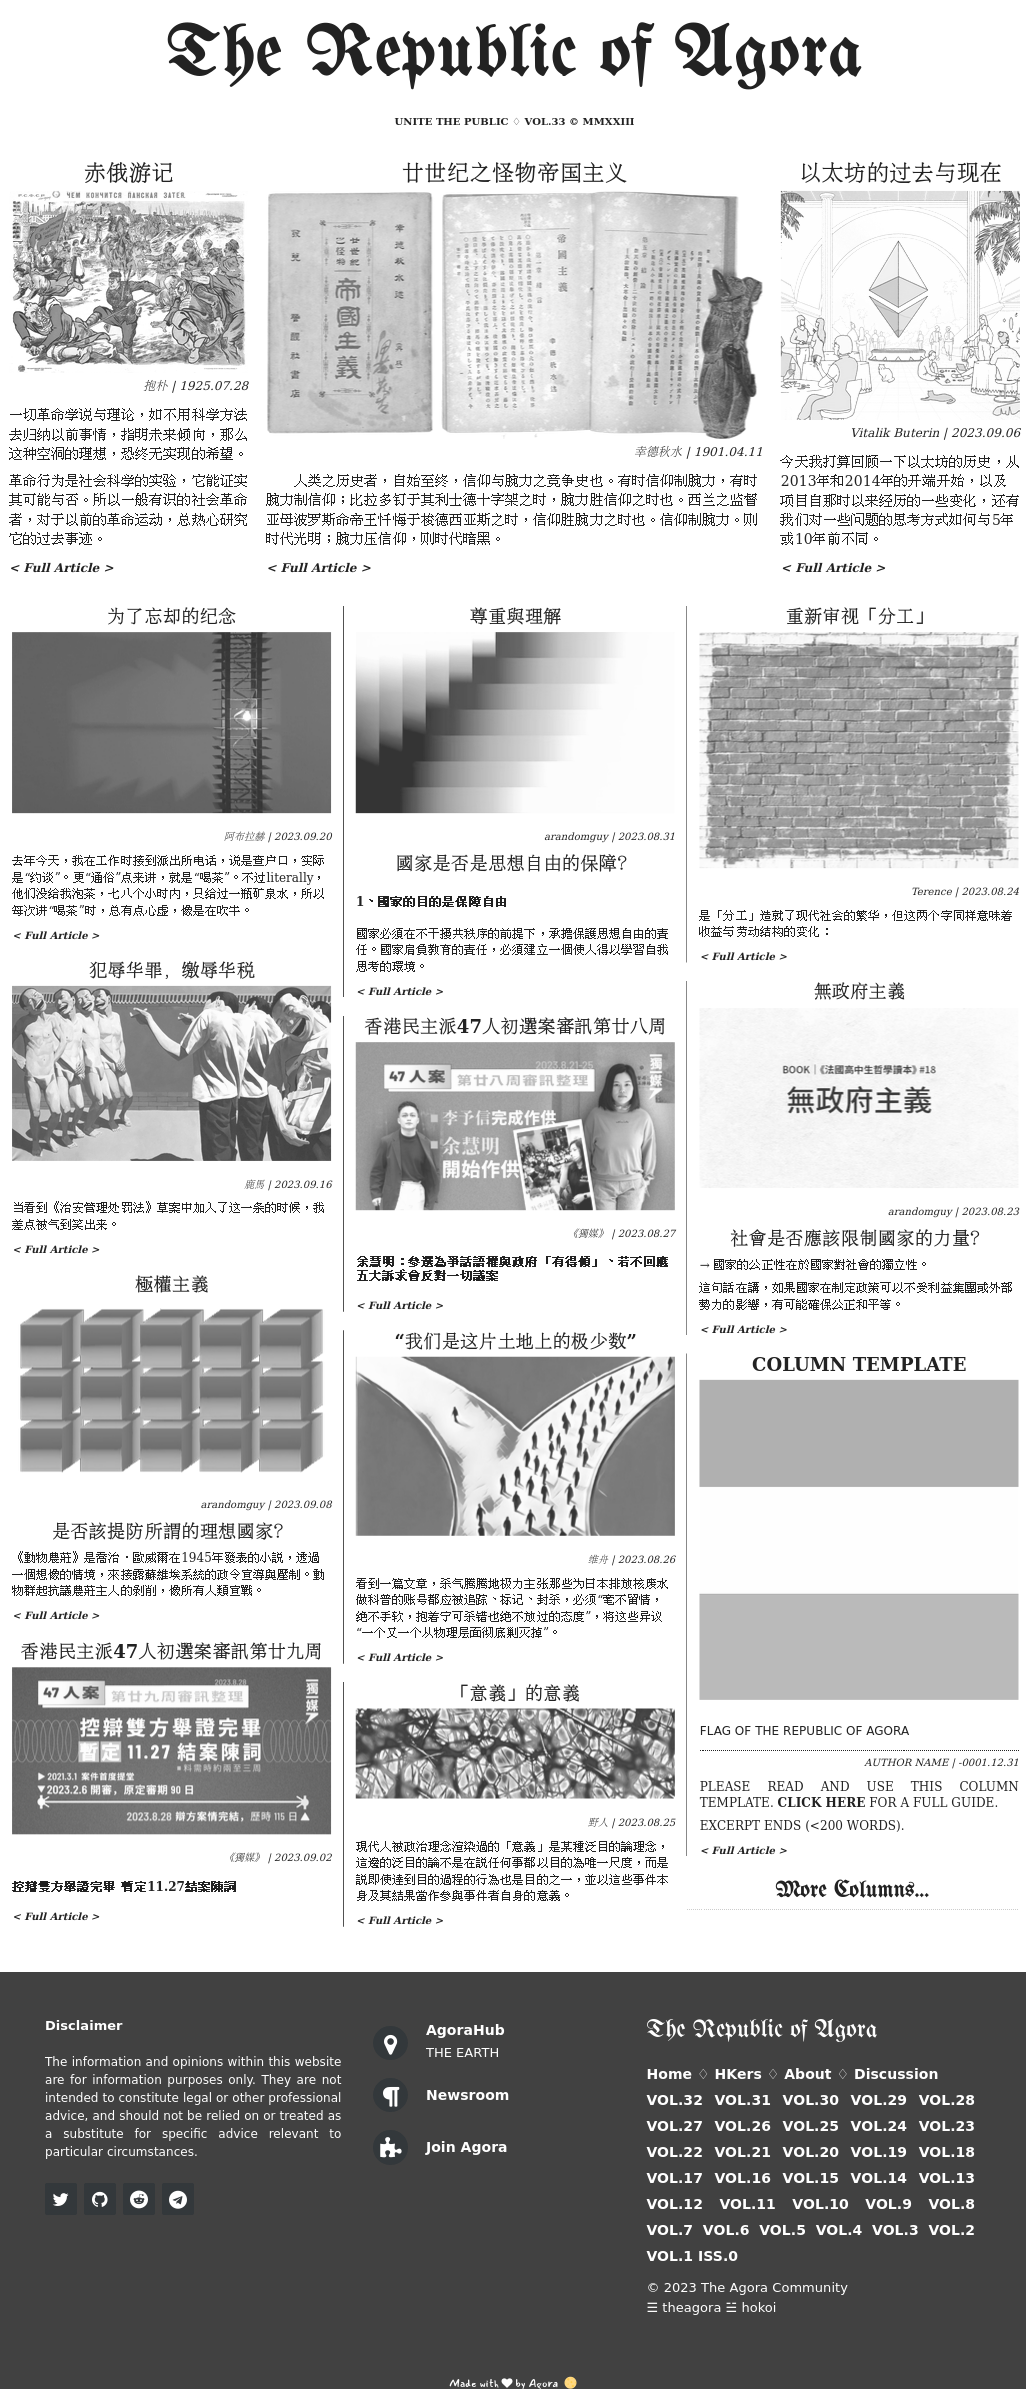 The Republic of Agora
UNITE THE PUBLIC ♢ VOL.33 © MMXXIII
赤俄游记
ЧЕМ КОНЧИТСЯ ПАНСКАЯ ЗАТЕЯ.
抱朴 | 1925.07.28
一切革命学说与理论，如不用科学方法
去归纳以前事情，指明未来倾向，那么
这种空洞的理想，恐终无实现的希望。
革命行为是社会科学的实验，它能证实
其可能与否。所以一般有识的社会革命
者，对于以前的革命运动，总热心研究
它的过去事迹。
< Full Article >
廿世纪之怪物帝国主义
帝國主義
幸德秋水 | 1901.04.11
人类之历史者，自始至终，信仰与腕力之竞争史也。有时信仰制腕力，有时
腕力制信仰；比拉多钉于其利士德十字架之时，腕力胜信仰之时也。西兰之监督
亚母被罗斯命帝王忏悔于梭德西亚斯之时，信仰胜腕力之时也。信仰制腕力。则
时代光明；腕力压信仰，则时代暗黑。
< Full Article >
以太坊的过去与现在
Vitalik Buterin | 2023.09.06
今天我打算回顾一下以太坊的历史，从
2013年和2014年的开端开始，以及
项目自那时以来经历的一些变化，还有
我们对一些问题的思考方式如何与5年
或10年前不同。
< Full Article >
为了忘却的纪念
阿布拉赫 | 2023.09.20
去年今天，我在工作时接到派出所电话，说是查户口，实际
是“约谈”。更“通俗”点来讲，就是“喝茶”。不过literally，
他们没给我泡茶，七八个小时内，只给过一瓶矿泉水，所以
每次讲“喝茶”时，总有点心虚，像是在吹牛。
< Full Article >
犯辱华罪，缴辱华税
鹿馬 | 2023.09.16
当看到《治安管理处罚法》草案中加入了这一条的时候，我
差点被气到笑出来。
< Full Article >
極權主義
arandomguy | 2023.09.08
是否該提防所謂的理想國家？
《動物農莊》是喬治・歐威爾在1945年發表的小說，透過
一個想像的情境，來接露蘇維埃系統的政令宣導與壓制。動
物群起抗議農莊主人的剝削，像所有人類宣戰。
< Full Article >
香港民主派47人初選案審訊第廿九周
2023.8.28
47人案 第廿九周審訊整理
獨媒
控辯雙方舉證完畢
暫定 11.27 結案陳詞
※料需時約兩至三周
▶2021.3.1 案件首度提堂
▼2023.2.6 開審，原定審期 90 日
2023.8.28 辯方案情完結，歷時 115 日▲
《獨媒》 | 2023.09.02
控辯雙方舉證完畢 暫定11.27結案陳詞
< Full Article >
尊重與理解
arandomguy | 2023.08.31
國家是否是思想自由的保障？
1、國家的目的是保障自由
國家必須在不干擾共秩序的前提下，承擔保護思想自由的責
任。國家肩負教育的責任，必須建立一個使人得以學習自我
思考的環境。
< Full Article >
香港民主派47人初選案審訊第廿八周
2023.8.21-25
47人案 第廿八周審訊整理
獨媒
李予信完成作供
余慧明
開始作供
《獨媒》 | 2023.08.27
余慧明：參選為爭話語權與政府「有得傾」、若不回應
五大訴求會反對一切議案
< Full Article >
“我们是这片土地上的极少数”
维舟 | 2023.08.26
看到一篇文章，杀气腾腾地极力主张那些为日本排放核废水
做科普的账号都应被追踪、标记、封杀，必须“毫不留情，
绝不手软，抱着宁可杀错也绝不放过的态度”，将这些异议
“一个又一个从物理层面彻底剿灭掉”。
< Full Article >
「意義」的意義
野人 | 2023.08.25
現代人被政治理念渲染過的「意義」是某種泛目的論理念，
這邊的泛目的論不是在說任何事都以目的為唯一尺度，而是
說即使達到目的過程的行為也是目的之一，並以這些事件本
身及其結果當作參與事件者自身的意義。
< Full Article >
重新审视「分工」
Terence | 2023.08.24
是「分工」造就了现代社会的繁华，但这两个字同样意味着
收益与劳动结构的变化：
< Full Article >
無政府主義
BOOK｜《法國高中生哲學讀本》#18
無政府主義
arandomguy | 2023.08.23
社會是否應該限制國家的力量？
→ 國家的公正性在於國家對社會的獨立性。
這句話在講，如果國家在制定政策可以不受利益集團或外部
勢力的影響，有可能確保公正和平等。
< Full Article >
COLUMN TEMPLATE
FLAG OF THE REPUBLIC OF AGORA
AUTHOR NAME | -0001.12.31
PLEASE READ AND USE THIS COLUMN
TEMPLATE. CLICK HERE FOR A FULL GUIDE.
EXCERPT ENDS (<200 WORDS).
< Full Article >
More Columns...
Disclaimer
The information and opinions within this website
are for information purposes only. They are not
intended to constitute legal or other professional
advice, and should not be relied on or treated as
a substitute for specific advice relevant to
particular circumstances.
AgoraHub
THE EARTH
Newsroom
Join Agora
The Republic of Agora
Home ♢ HKers ♢ About ♢ Discussion
VOL.32 VOL.31 VOL.30 VOL.29 VOL.28
VOL.27 VOL.26 VOL.25 VOL.24 VOL.23
VOL.22 VOL.21 VOL.20 VOL.19 VOL.18
VOL.17 VOL.16 VOL.15 VOL.14 VOL.13
VOL.12 VOL.11 VOL.10 VOL.9 VOL.8
VOL.7 VOL.6 VOL.5 VOL.4 VOL.3 VOL.2
VOL.1 ISS.0
© 2023 The Agora Community
☰ theagora ☱ hokoi
Made with ♥ by Agora